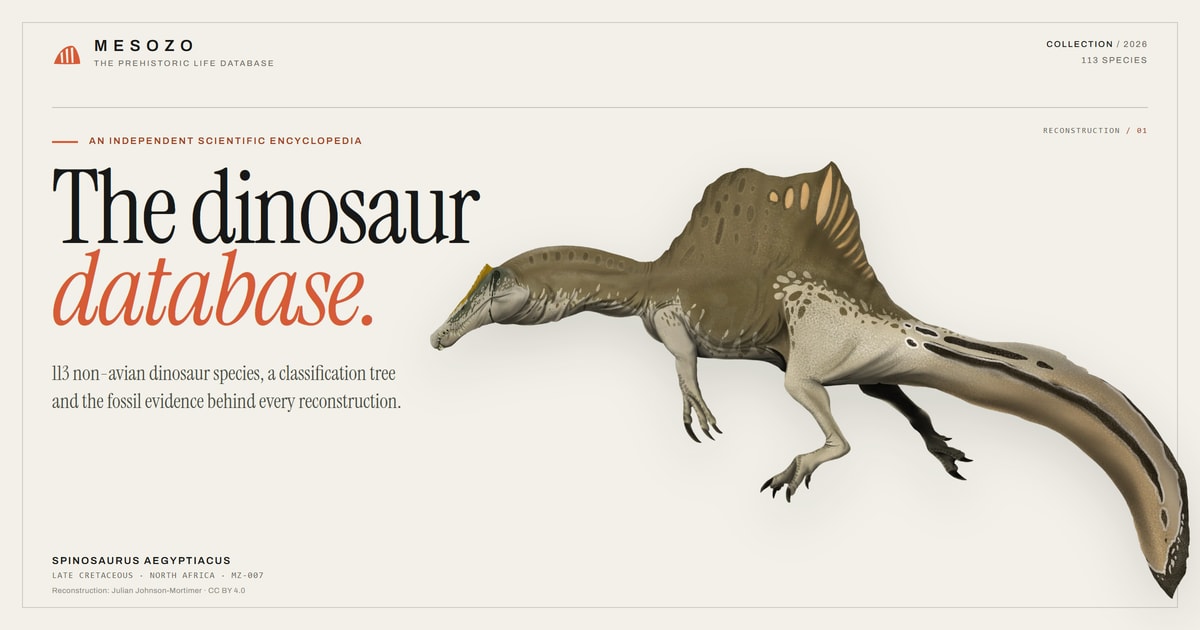 MESOZO
THE PREHISTORIC LIFE DATABASE
COLLECTION / 2026
113 SPECIES
RECONSTRUCTION / 01
AN INDEPENDENT SCIENTIFIC ENCYCLOPEDIA
The dinosaur
database.
113 non-avian dinosaur species, a classification tree
and the fossil evidence behind every reconstruction.
SPINOSAURUS AEGYPTIACUS
LATE CRETACEOUS · NORTH AFRICA · MZ-007
Reconstruction: Julian Johnson-Mortimer · CC BY 4.0